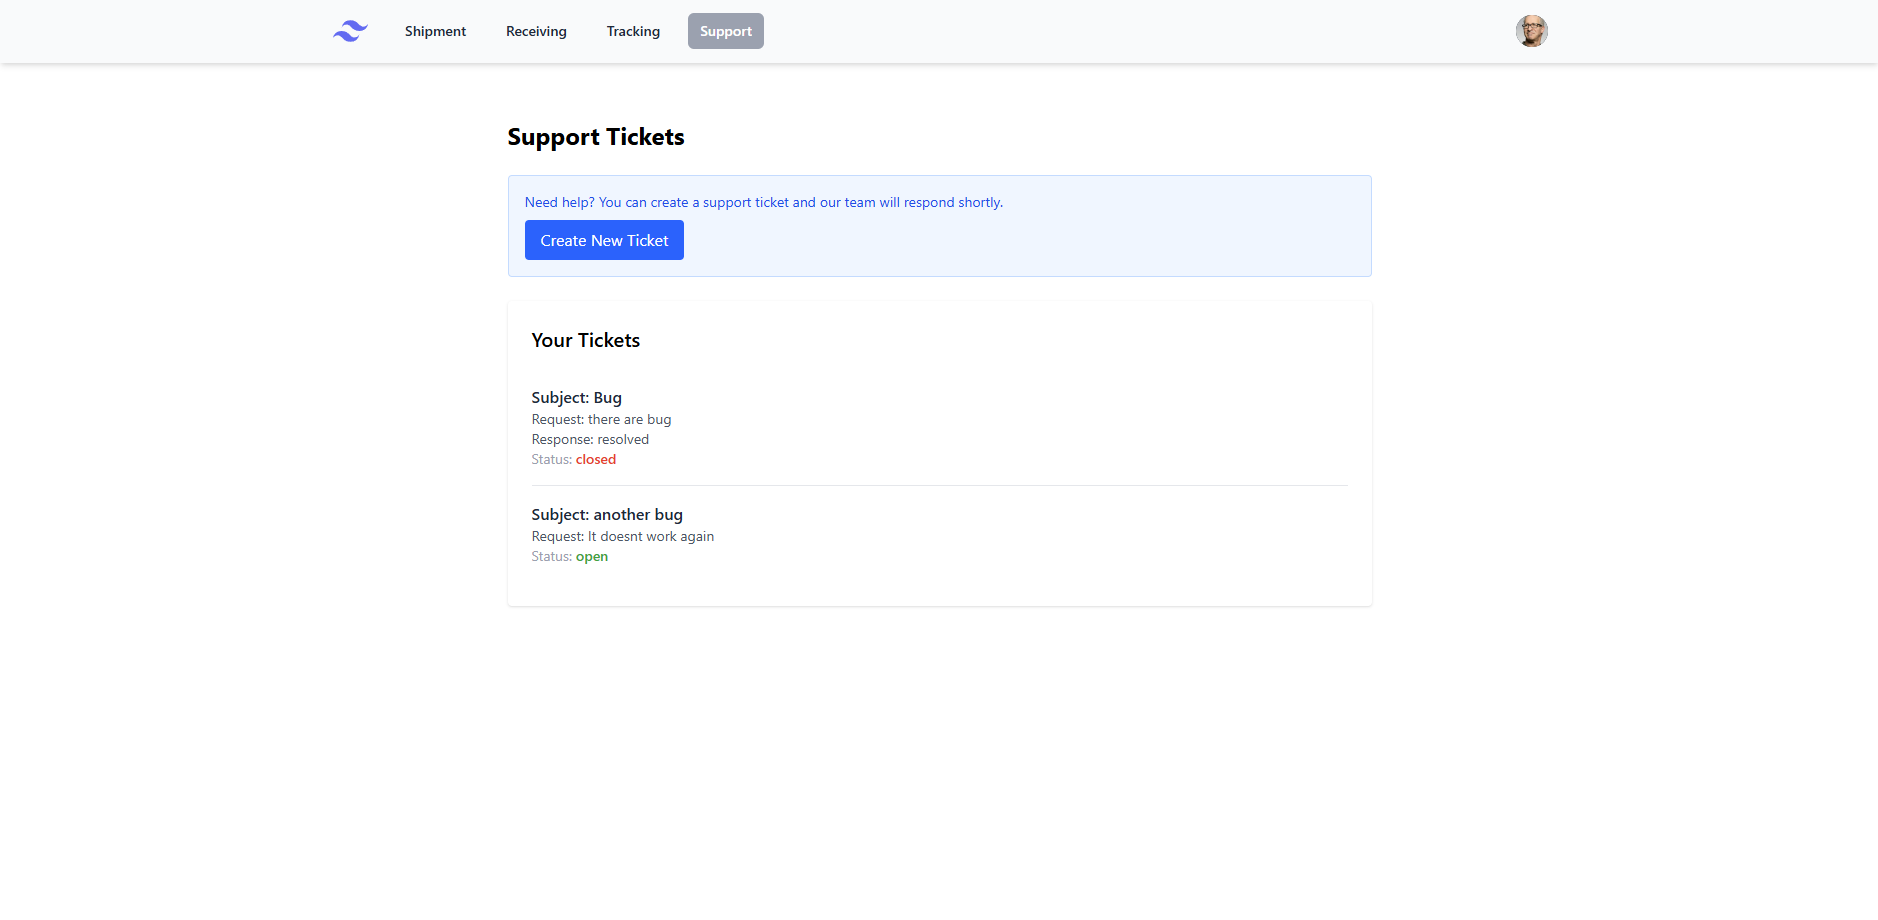 Shipment Receiving Tracking Support
Support Tickets
Need help? You can create a support ticket and our team will respond shortly.
Create New Ticket
Your Tickets
Subject: Bug
Request: there are bug
Response: resolved
Status: closed
Subject: another bug
Request: It doesnt work again
Status: open